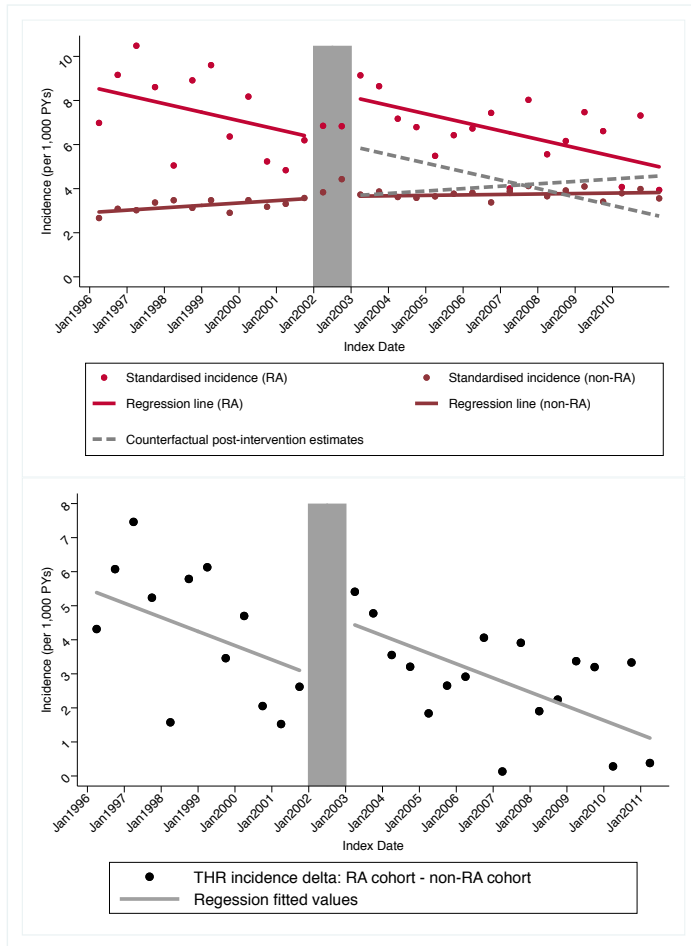 Incidence (per 1,000 PYs)
10
8
6
4
2
0
Jan1996
Jan1997
Jan1998
Jan1999
Jan2000
Jan2001
Jan2002
Jan2003
Jan2004
Jan2005
Jan2006
Jan2007
Jan2008
Jan2009
Jan2010
Index Date
Standardised incidence (RA)
Standardised incidence (non-RA)
Regression line (RA)
Regression line (non-RA)
Counterfactual post-intervention estimates
Incidence (per 1,000 PYs)
8
7
6
5
4
3
2
1
0
Jan1996
Jan1997
Jan1998
Jan1999
Jan2000
Jan2001
Jan2002
Jan2003
Jan2004
Jan2005
Jan2006
Jan2007
Jan2008
Jan2009
Jan2010
Jan2011
Index Date
THR incidence delta: RA cohort - non-RA cohort
Regression fitted values